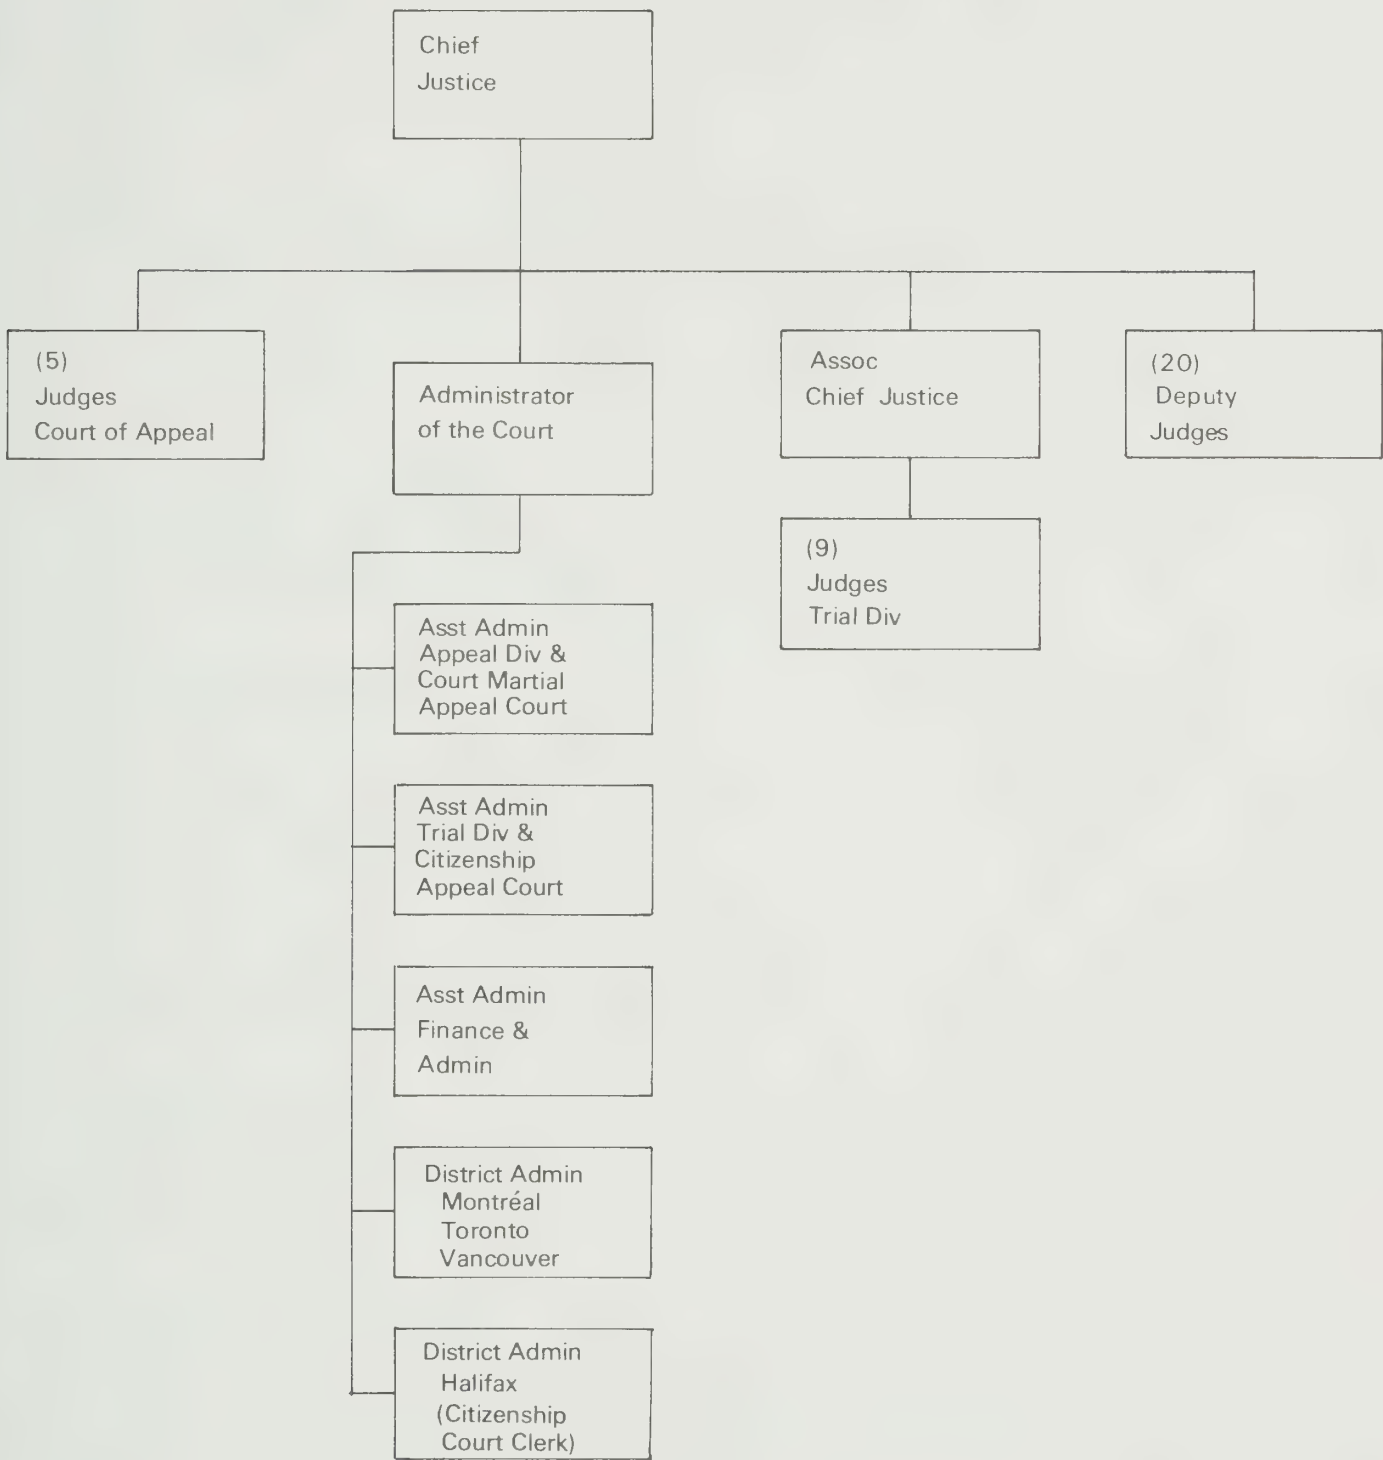 Chief
Justice
(5)
Judges
Court of Appeal
Administrator
of the Court
Assoc
Chief Justice
(20)
Deputy
Judges
(9)
Judges
Trial Div
Asst Admin
Appeal Div &
Court Martial
Appeal Court
Asst Admin
Trial Div &
Citizenship
Appeal Court
Asst Admin
Finance &
Admin
District Admin
Montréal
Toronto
Vancouver
District Admin
Halifax
(Citizenship
Court Clerk)